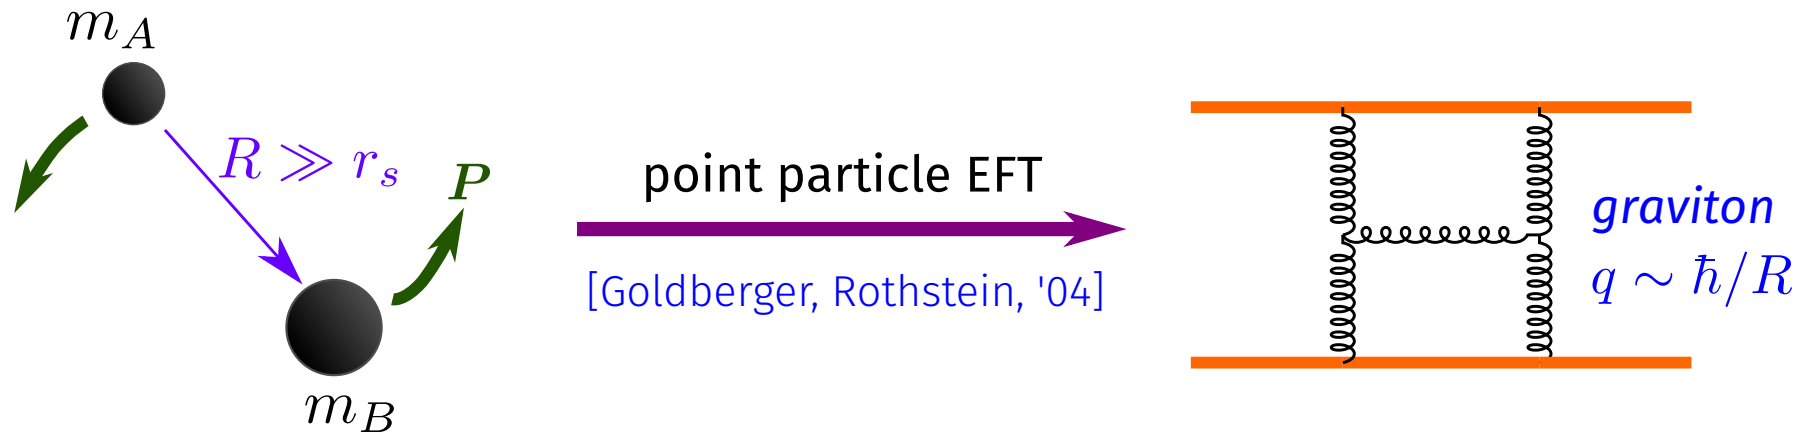 m_A
R ≫ r_s
P
m_B
point particle EFT
[Goldberger, Rothstein, '04]
graviton
q ∼ ħ/R